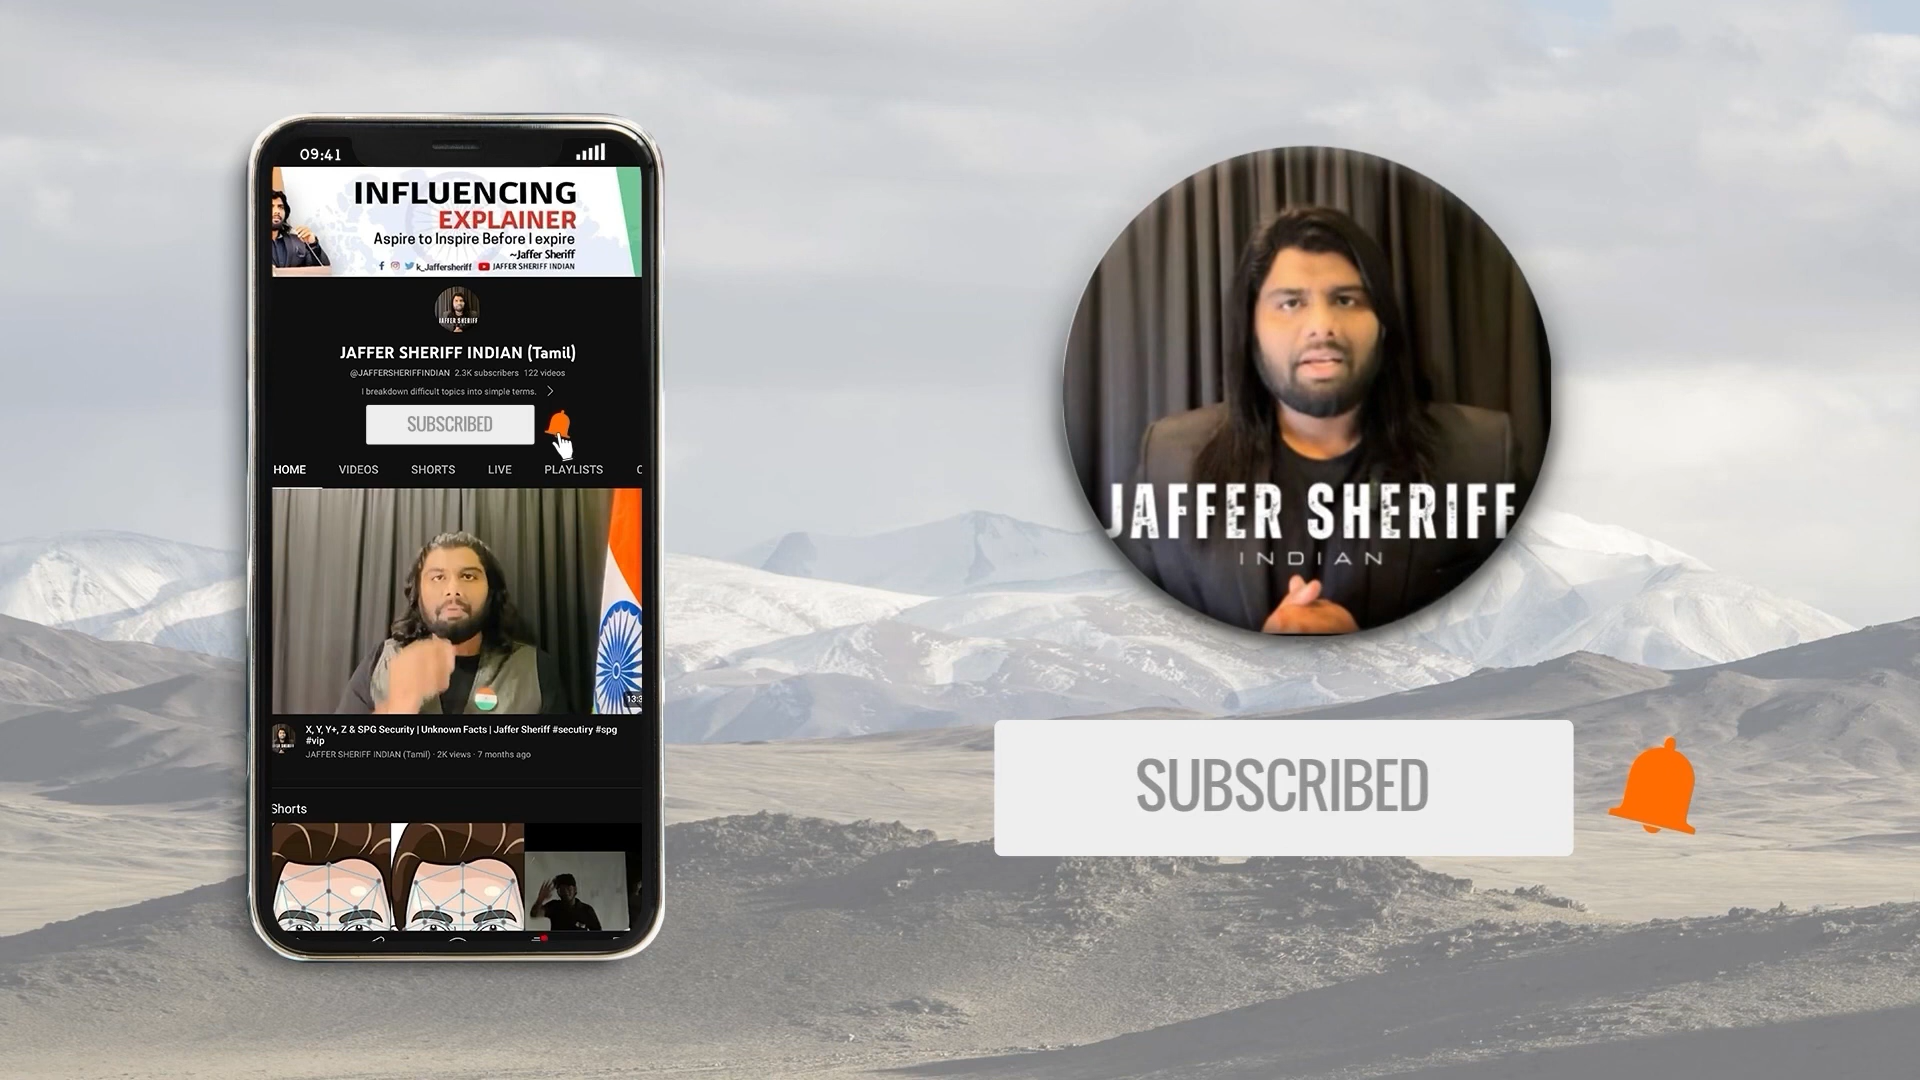 09:41
INFLUENCING
EXPLAINER
Aspire to Inspire Before I expire
~Jaffer Sheriff
k_Jaffersheriff JAFFER SHERIFF INDIAN
JAFFER SHERIFF
JAFFER SHERIFF INDIAN (Tamil)
@JAFFERSHERIFFINDIAN 2.3K subscribers 122 videos
I breakdown difficult topics into simple terms.
SUBSCRIBED
HOME VIDEOS SHORTS LIVE PLAYLISTS
X, Y, Y+, Z & SPG Security | Unknown Facts | Jaffer Sheriff #secutiry #spg
#vip
JAFFER SHERIFF INDIAN (Tamil) · 2K views · 7 months ago
Shorts
JAFFER SHERIFF
INDIAN
SUBSCRIBED